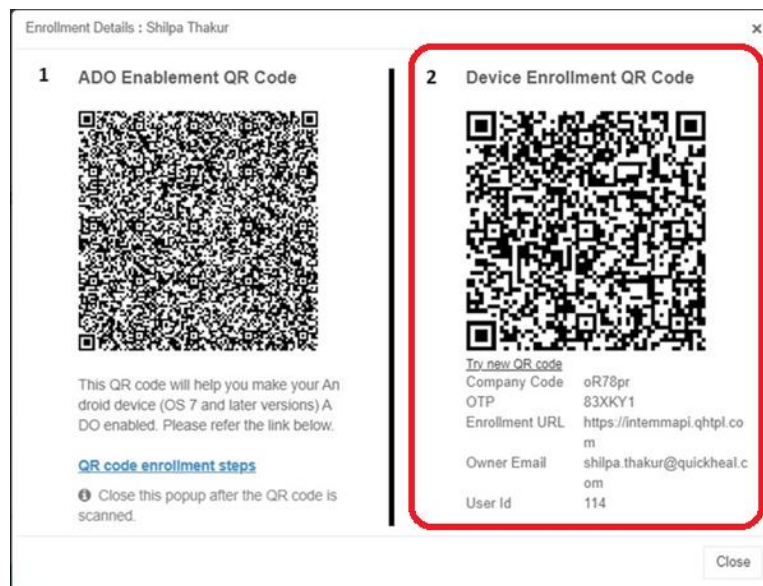 Enrollment Details : Shilpa Thakur ×
1 ADO Enablement QR Code
This QR code will help you make your An
droid device (OS 7 and later versions) A
DO enabled. Please refer the link below.
QR code enrollment steps
Close this popup after the QR code is
scanned.
2 Device Enrollment QR Code
Try new QR code
Company Code oR78pr
OTP 83XKY1
Enrollment URL https://intemmapi.qhtpl.co
m
Owner Email shilpa.thakur@quickheal.c
om
User Id 114
Close